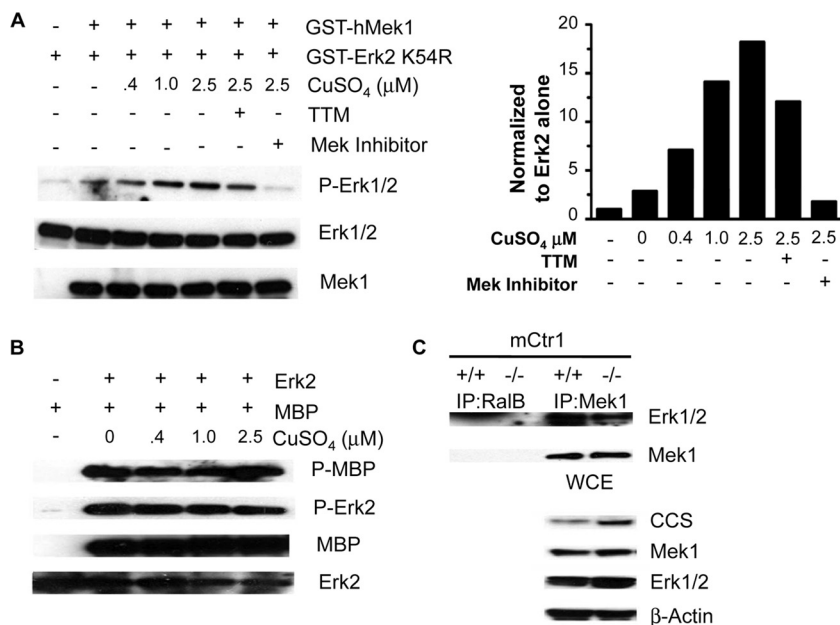 A
- + + + + + + GST-hMek1
+ + + + + + + GST-Erk2 K54R
- - .4 1.0 2.5 2.5 2.5 CuSO4 (μM)
- - - - - + - TTM
- - - - - - + Mek Inhibitor
P-Erk1/2
Erk1/2
Mek1
Normalized
to Erk2 alone
20
15
10
5
0
CuSO4 μM - 0 0.4 1.0 2.5 2.5 2.5
TTM - - - - - + -
Mek Inhibitor - - - - - - +
B
- + + + + Erk2
+ + + + + MBP
- 0 .4 1.0 2.5 CuSO4 (μM)
P-MBP
P-Erk2
MBP
Erk2
C
mCtr1
+/+ -/- +/+ -/-
IP:RalB IP:Mek1
Erk1/2
Mek1
WCE
CCS
Mek1
Erk1/2
β-Actin